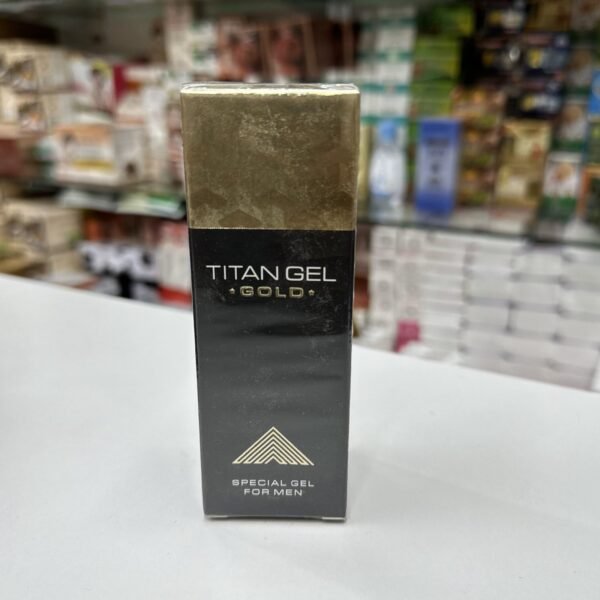 TITAN GEL
GOLD
SPECIAL GEL
FOR MEN